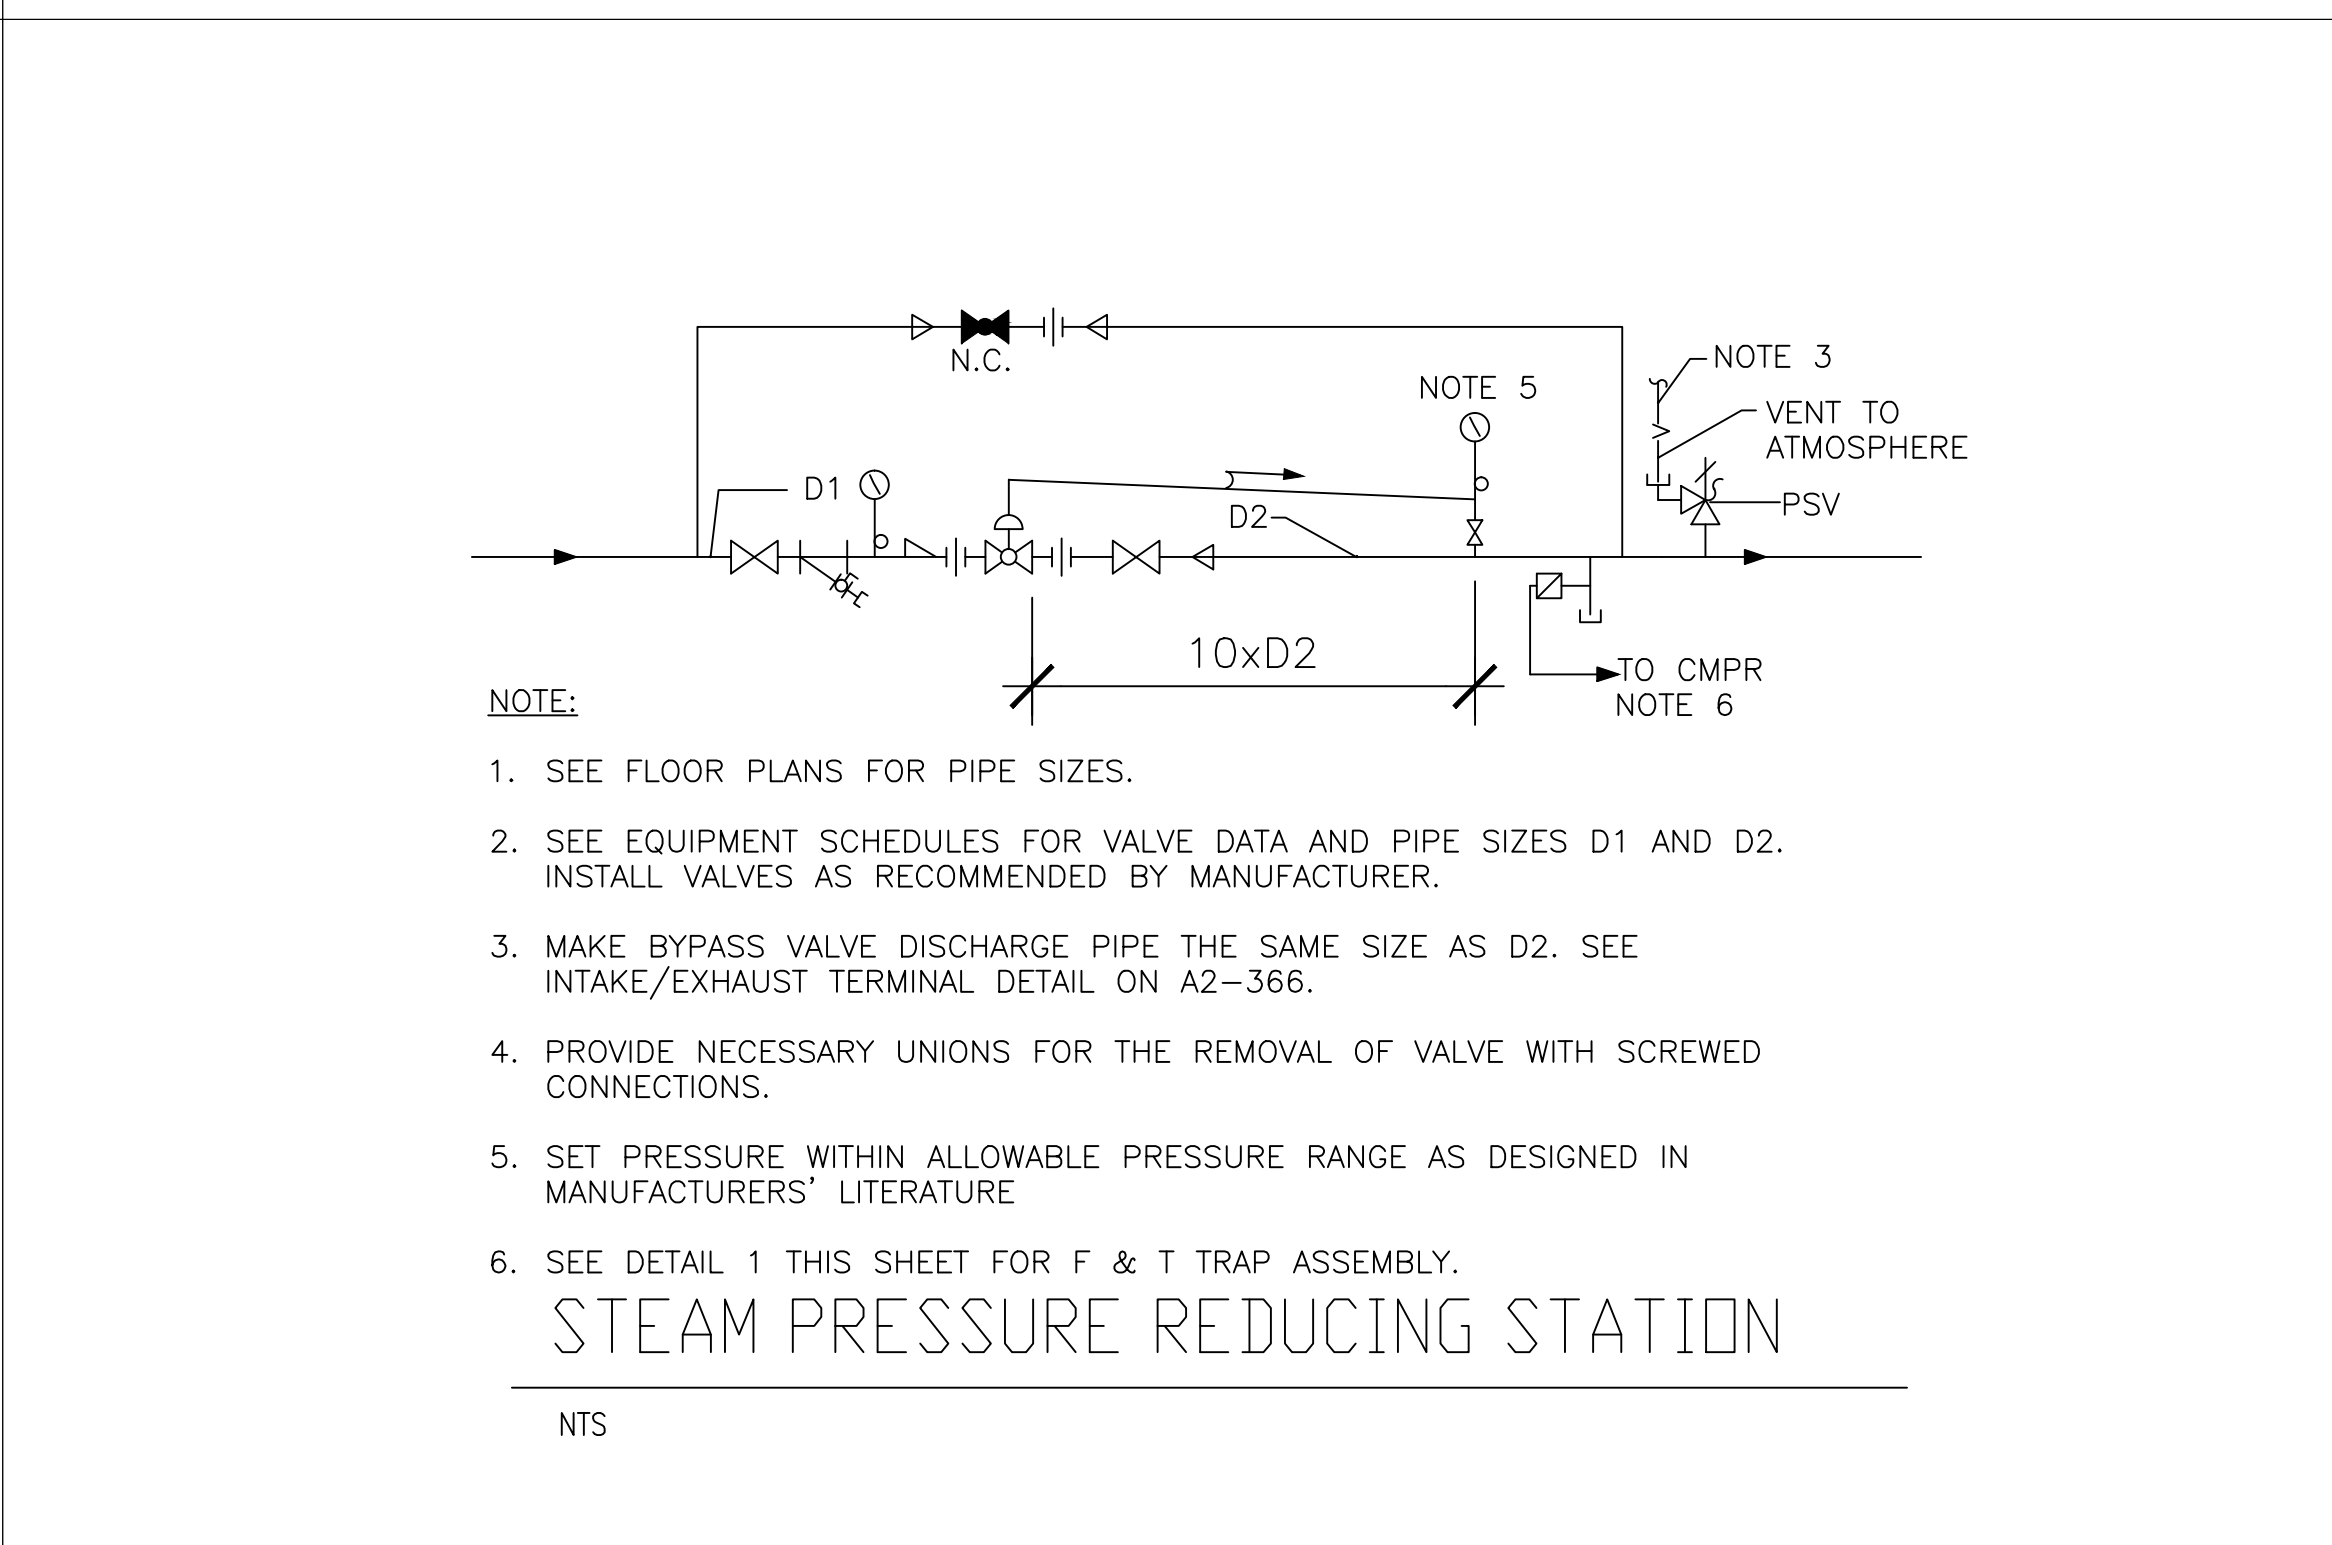 N.C.
NOTE 3
NOTE 5
VENT TO
ATMOSPHERE
D1
D2
PSV
10xD2
TO CMPR
NOTE 6
NOTE:
1. SEE FLOOR PLANS FOR PIPE SIZES.
2. SEE EQUIPMENT SCHEDULES FOR VALVE DATA AND PIPE SIZES D1 AND D2.
INSTALL VALVES AS RECOMMENDED BY MANUFACTURER.
3. MAKE BYPASS VALVE DISCHARGE PIPE THE SAME SIZE AS D2. SEE
INTAKE/EXHAUST TERMINAL DETAIL ON A2-366.
4. PROVIDE NECESSARY UNIONS FOR THE REMOVAL OF VALVE WITH SCREWED
CONNECTIONS.
5. SET PRESSURE WITHIN ALLOWABLE PRESSURE RANGE AS DESIGNED IN
MANUFACTURERS' LITERATURE
6. SEE DETAIL 1 THIS SHEET FOR F & T TRAP ASSEMBLY.
STEAM PRESSURE REDUCING STATION
NTS